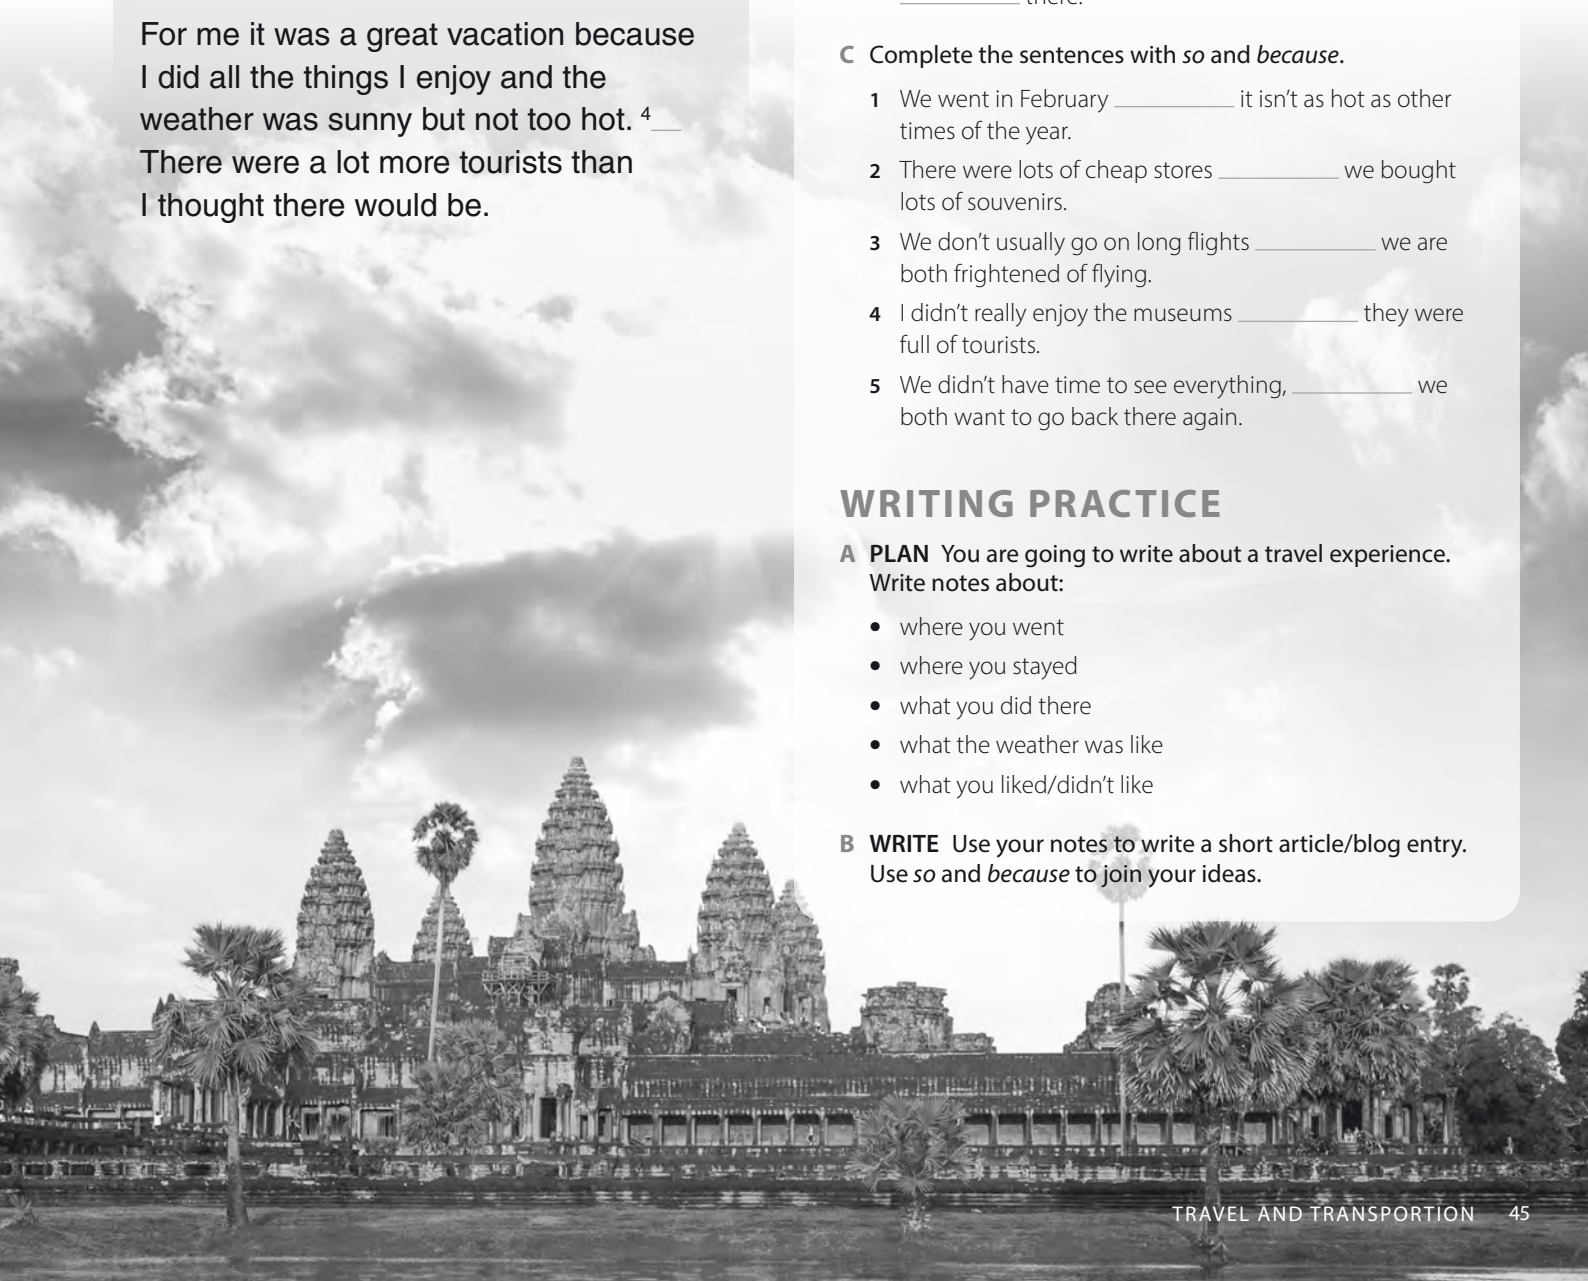 For me it was a great vacation because
I did all the things I enjoy and the
weather was sunny but not too hot. 4
There were a lot more tourists than
I thought there would be.
there.
C Complete the sentences with so and because.
1 We went in February ____________ it isn't as hot as other
times of the year.
2 There were lots of cheap stores ____________ we bought
lots of souvenirs.
3 We don't usually go on long flights ____________ we are
both frightened of flying.
4 I didn't really enjoy the museums ____________ they were
full of tourists.
5 We didn't have time to see everything, ____________ we
both want to go back there again.
WRITING PRACTICE
A PLAN You are going to write about a travel experience.
Write notes about:
• where you went
• where you stayed
• what you did there
• what the weather was like
• what you liked/didn't like
B WRITE Use your notes to write a short article/blog entry.
Use so and because to join your ideas.
TRAVEL AND TRANSPORTION 45